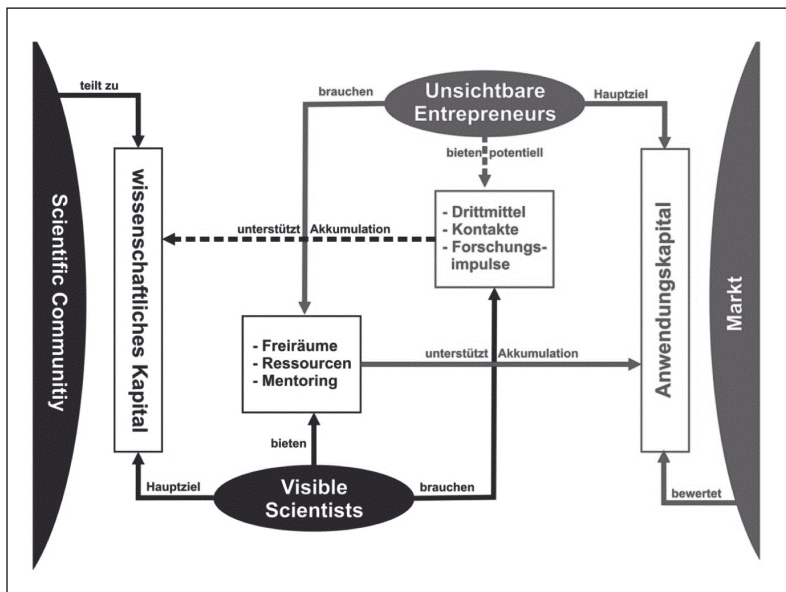 teilt zu
brauchen
Unsichtbare
Entrepreneurs
Hauptziel
bieten potentiell
Scientific Communitiy
wissenschaftliches Kapital
- Drittmittel
- Kontakte
- Forschungs-
impulse
unterstützt Akkumulation
Anwendungskapital
Markt
- Freiräume
- Ressourcen
- Mentoring
unterstützt Akkumulation
bieten
Hauptziel
Visible
Scientists
brauchen
bewertet